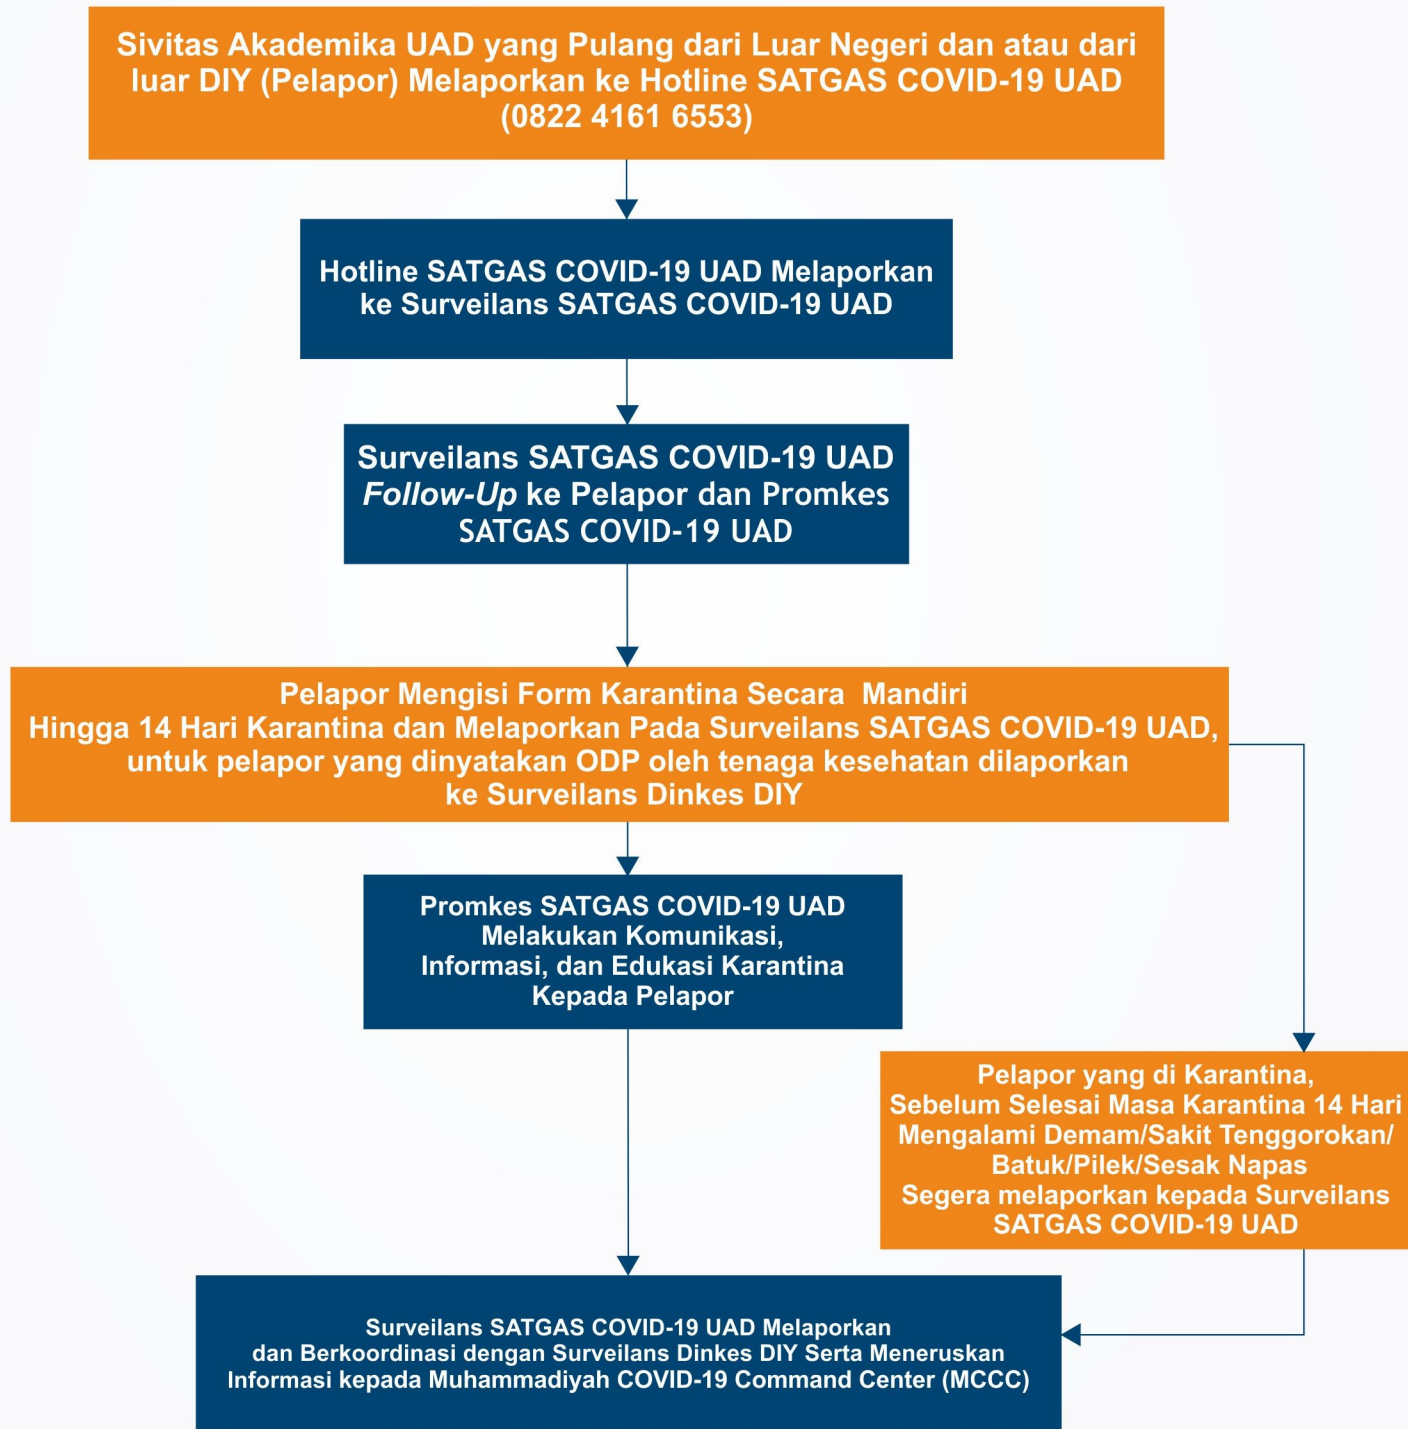 Sivitas Akademika UAD yang Pulang dari Luar Negeri dan atau dari
luar DIY (Pelapor) Melaporkan ke Hotline SATGAS COVID-19 UAD
(0822 4161 6553)
Hotline SATGAS COVID-19 UAD Melaporkan
ke Surveilans SATGAS COVID-19 UAD
Surveilans SATGAS COVID-19 UAD
Follow-Up ke Pelapor dan Promkes
SATGAS COVID-19 UAD
Pelapor Mengisi Form Karantina Secara Mandiri
Hingga 14 Hari Karantina dan Melaporkan Pada Surveilans SATGAS COVID-19 UAD,
untuk pelapor yang dinyatakan ODP oleh tenaga kesehatan dilaporkan
ke Surveilans Dinkes DIY
Promkes SATGAS COVID-19 UAD
Melakukan Komunikasi,
Informasi, dan Edukasi Karantina
Kepada Pelapor
Pelapor yang di Karantina,
Sebelum Selesai Masa Karantina 14 Hari
Mengalami Demam/Sakit Tenggorokan/
Batuk/Pilek/Sesak Napas
Segera melaporkan kepada Surveilans
SATGAS COVID-19 UAD
Surveilans SATGAS COVID-19 UAD Melaporkan
dan Berkoordinasi dengan Surveilans Dinkes DIY Serta Meneruskan
Informasi kepada Muhammadiyah COVID-19 Command Center (MCCC)